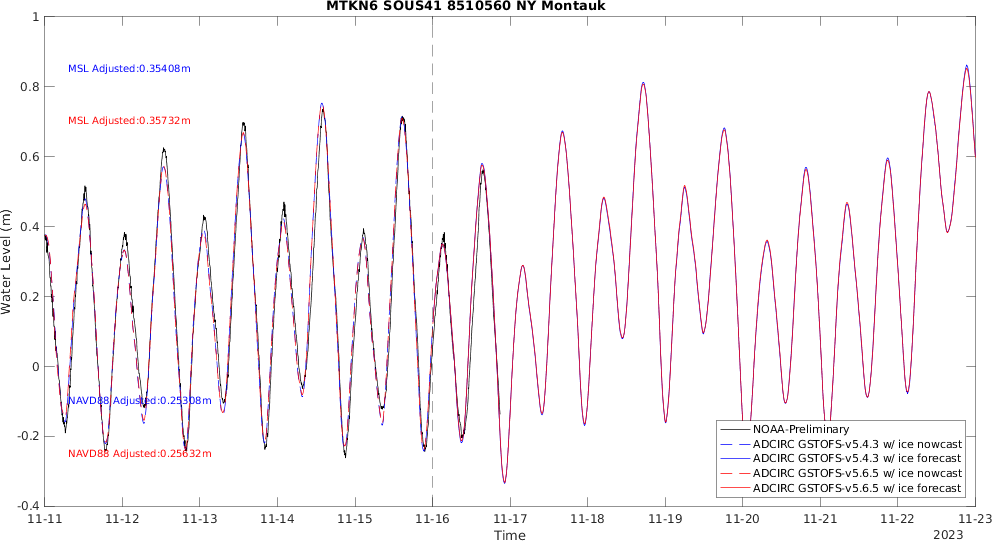 MTKN6 SOUS41 8510560 NY Montauk
1
0.8
0.6
0.4
0.2
0
-0.2
-0.4
Water Level (m)
MSL Adjusted:0.35408m
MSL Adjusted:0.35732m
NAVD88 Adjusted:0.25308m
NAVD88 Adjusted:0.25632m
NOAA-Preliminary
ADCIRC GSTOFS-v5.4.3 w/ ice nowcast
ADCIRC GSTOFS-v5.4.3 w/ ice forecast
ADCIRC GSTOFS-v5.6.5 w/ ice nowcast
ADCIRC GSTOFS-v5.6.5 w/ ice forecast
11-11 11-12 11-13 11-14 11-15 11-16 11-17 11-18 11-19 11-20 11-21 11-22 11-23
Time
2023